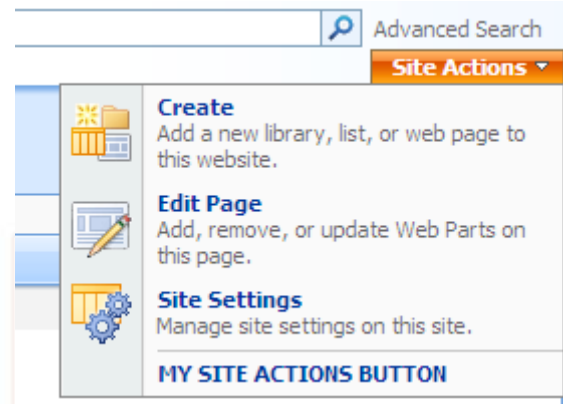 Advanced Search
Site Actions
Create
Add a new library, list, or web page to
this website.
Edit Page
Add, remove, or update Web Parts on
this page.
Site Settings
Manage site settings on this site.
MY SITE ACTIONS BUTTON